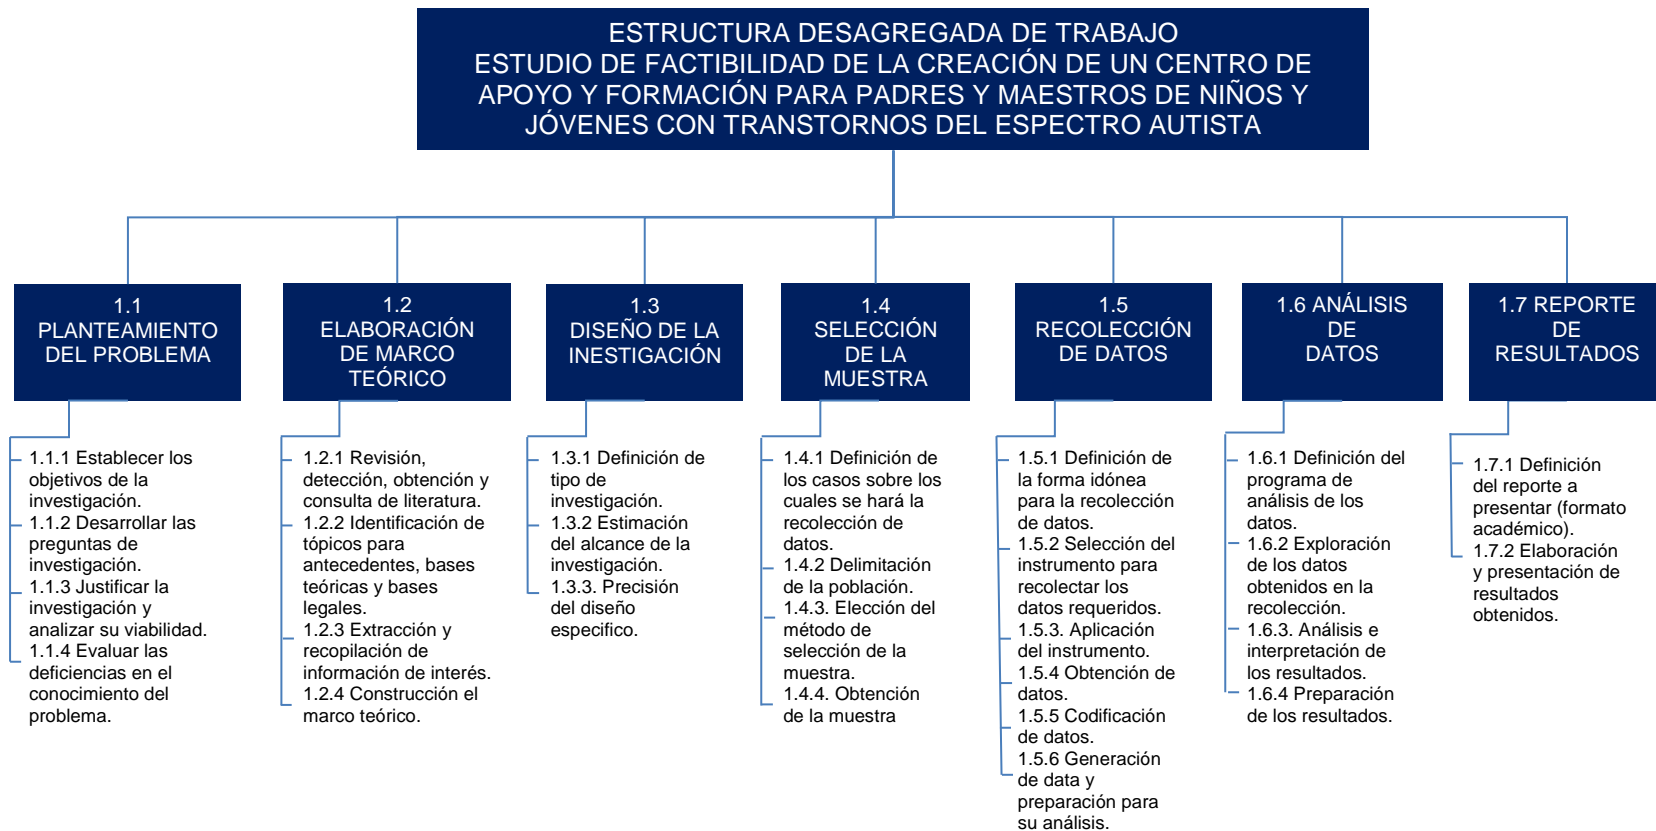 ESTRUCTURA DESAGREGADA DE TRABAJO
ESTUDIO DE FACTIBILIDAD DE LA CREACIÓN DE UN CENTRO DE
APOYO Y FORMACIÓN PARA PADRES Y MAESTROS DE NIÑOS Y
JÓVENES CON TRANSTORNOS DEL ESPECTRO AUTISTA
1.1
PLANTEAMIENTO
DEL PROBLEMA
1.1.1 Establecer los
objetivos de la
investigación.
1.1.2 Desarrollar las
preguntas de
investigación.
1.1.3 Justificar la
investigación y
analizar su viabilidad.
1.1.4 Evaluar las
deficiencias en el
conocimiento del
problema.
1.2
ELABORACIÓN
DE MARCO
TEÓRICO
1.2.1 Revisión,
detección, obtención y
consulta de literatura.
1.2.2 Identificación de
tópicos para
antecedentes, bases
teóricas y bases
legales.
1.2.3 Extracción y
recopilación de
información de interés.
1.2.4 Construcción el
marco teórico.
1.3
DISEÑO DE LA
INESTIGACIÓN
1.3.1 Definición de
tipo de
investigación.
1.3.2 Estimación
del alcance de la
investigación.
1.3.3. Precisión
del diseño
especifico.
1.4
SELECCIÓN
DE LA
MUESTRA
1.4.1 Definición de
los casos sobre los
cuales se hará la
recolección de
datos.
1.4.2 Delimitación
de la población.
1.4.3. Elección del
método de
selección de la
muestra.
1.4.4. Obtención
de la muestra
1.5
RECOLECCIÓN
DE DATOS
1.5.1 Definición de
la forma idónea
para la recolección
de datos.
1.5.2 Selección del
instrumento para
recolectar los
datos requeridos.
1.5.3. Aplicación
del instrumento.
1.5.4 Obtención de
datos.
1.5.5 Codificación
de datos.
1.5.6 Generación
de data y
preparación para
su análisis.
1.6 ANÁLISIS
DE
DATOS
1.6.1 Definición del
programa de
análisis de los
datos.
1.6.2 Exploración
de los datos
obtenidos en la
recolección.
1.6.3. Análisis e
interpretación de
los resultados.
1.6.4 Preparación
de los resultados.
1.7 REPORTE
DE
RESULTADOS
1.7.1 Definición
del reporte a
presentar (formato
académico).
1.7.2 Elaboración
y presentación de
resultados
obtenidos.